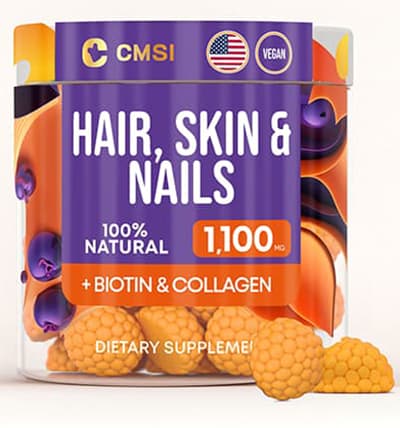 CMSI
VEGAN
HAIR, SKIN &
NAILS
100%
NATURAL
1,100 MG
+ BIOTIN & COLLAGEN
DIETARY SUPPLEME